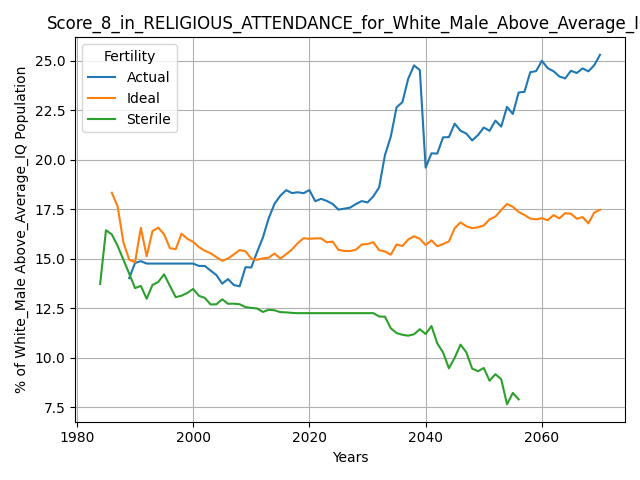 Score_8_in_RELIGIOUS_ATTENDANCE_for_White_Male_Above_Average_I
% of White_Male Above_Average_IQ Population
Fertility
Actual
Ideal
Sterile
25.0
22.5
20.0
17.5
15.0
12.5
10.0
7.5
1980 2000 2020 2040 2060
Years